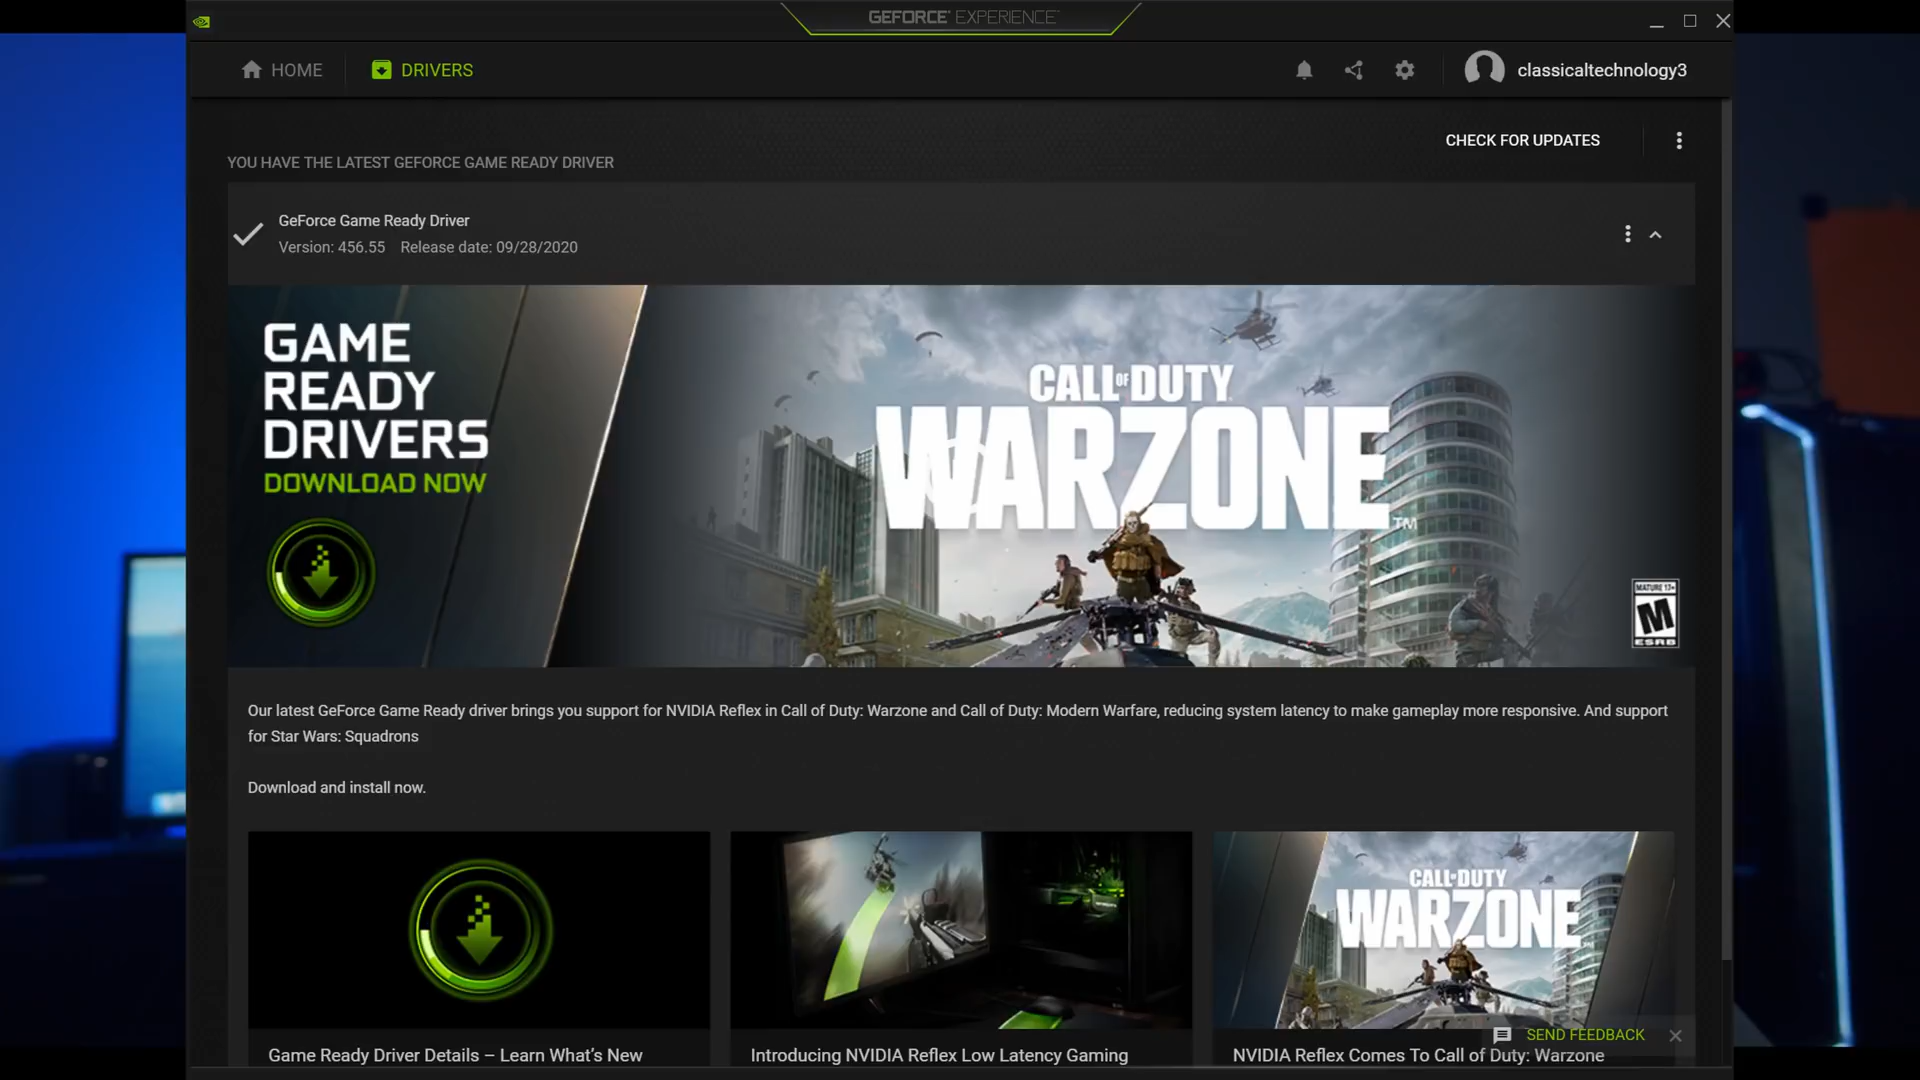 GEFORCE® EXPERIENCE™
HOME
DRIVERS
classicaltechnology3
CHECK FOR UPDATES
YOU HAVE THE LATEST GEFORCE GAME READY DRIVER
GeForce Game Ready Driver
Version: 456.55 Release date: 09/28/2020
GAME
READY
DRIVERS
DOWNLOAD NOW
CALL OF DUTY
WARZONE™
MATURE 17+
M
ESRB
Our latest GeForce Game Ready driver brings you support for NVIDIA Reflex in Call of Duty: Warzone and Call of Duty: Modern Warfare, reducing system latency to make gameplay more responsive. And support
for Star Wars: Squadrons
Download and install now.
CALL OF DUTY
WARZONE™
SEND FEEDBACK
Game Ready Driver Details – Learn What's New
Introducing NVIDIA Reflex Low Latency Gaming
NVIDIA Reflex Comes To Call of Duty: Warzone